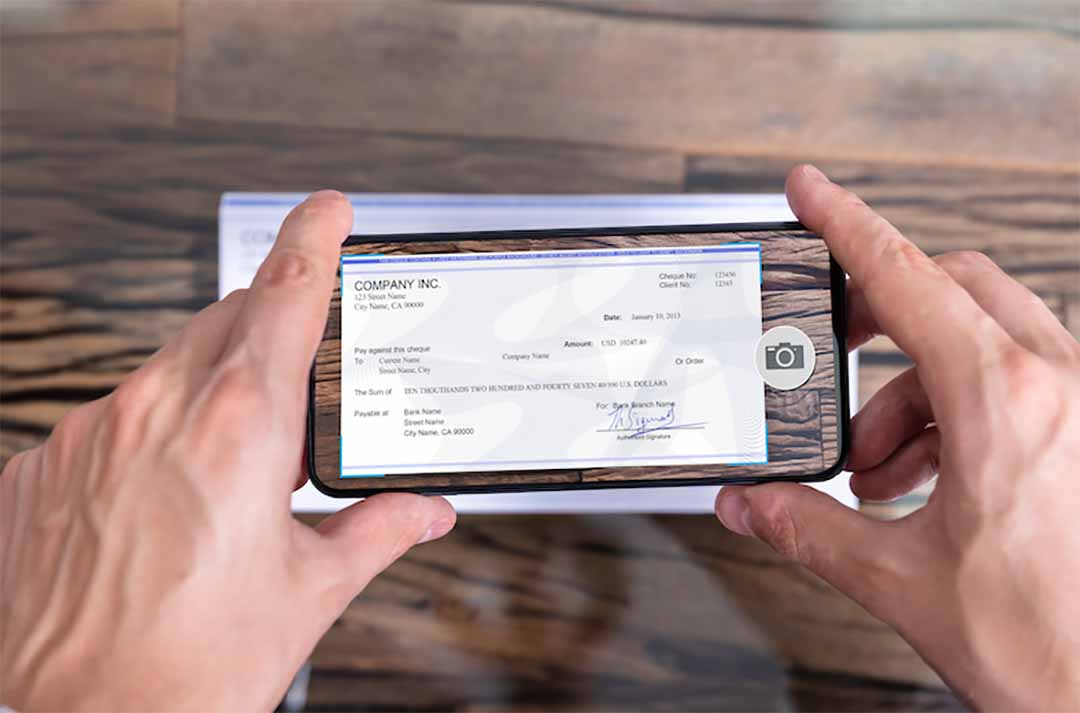 COMPANY INC.
123 Street Name
City Name, CA 90000
Cheque No: 123456
Client No.: 12345
Date: January 10, 2013
Amount: USD 10247.40
Pay against this cheque
To Current Name Company Name Or Order
Street Name, City
The Sum of TEN THOUTHANDS TWO HUNDRED AND FOURTY SEVEN 40/100 U.S. DOLLARS
Payable at Bank Name
Street Name
City Name, CA 90000
For: Bank Branch Name
Authorized Signature